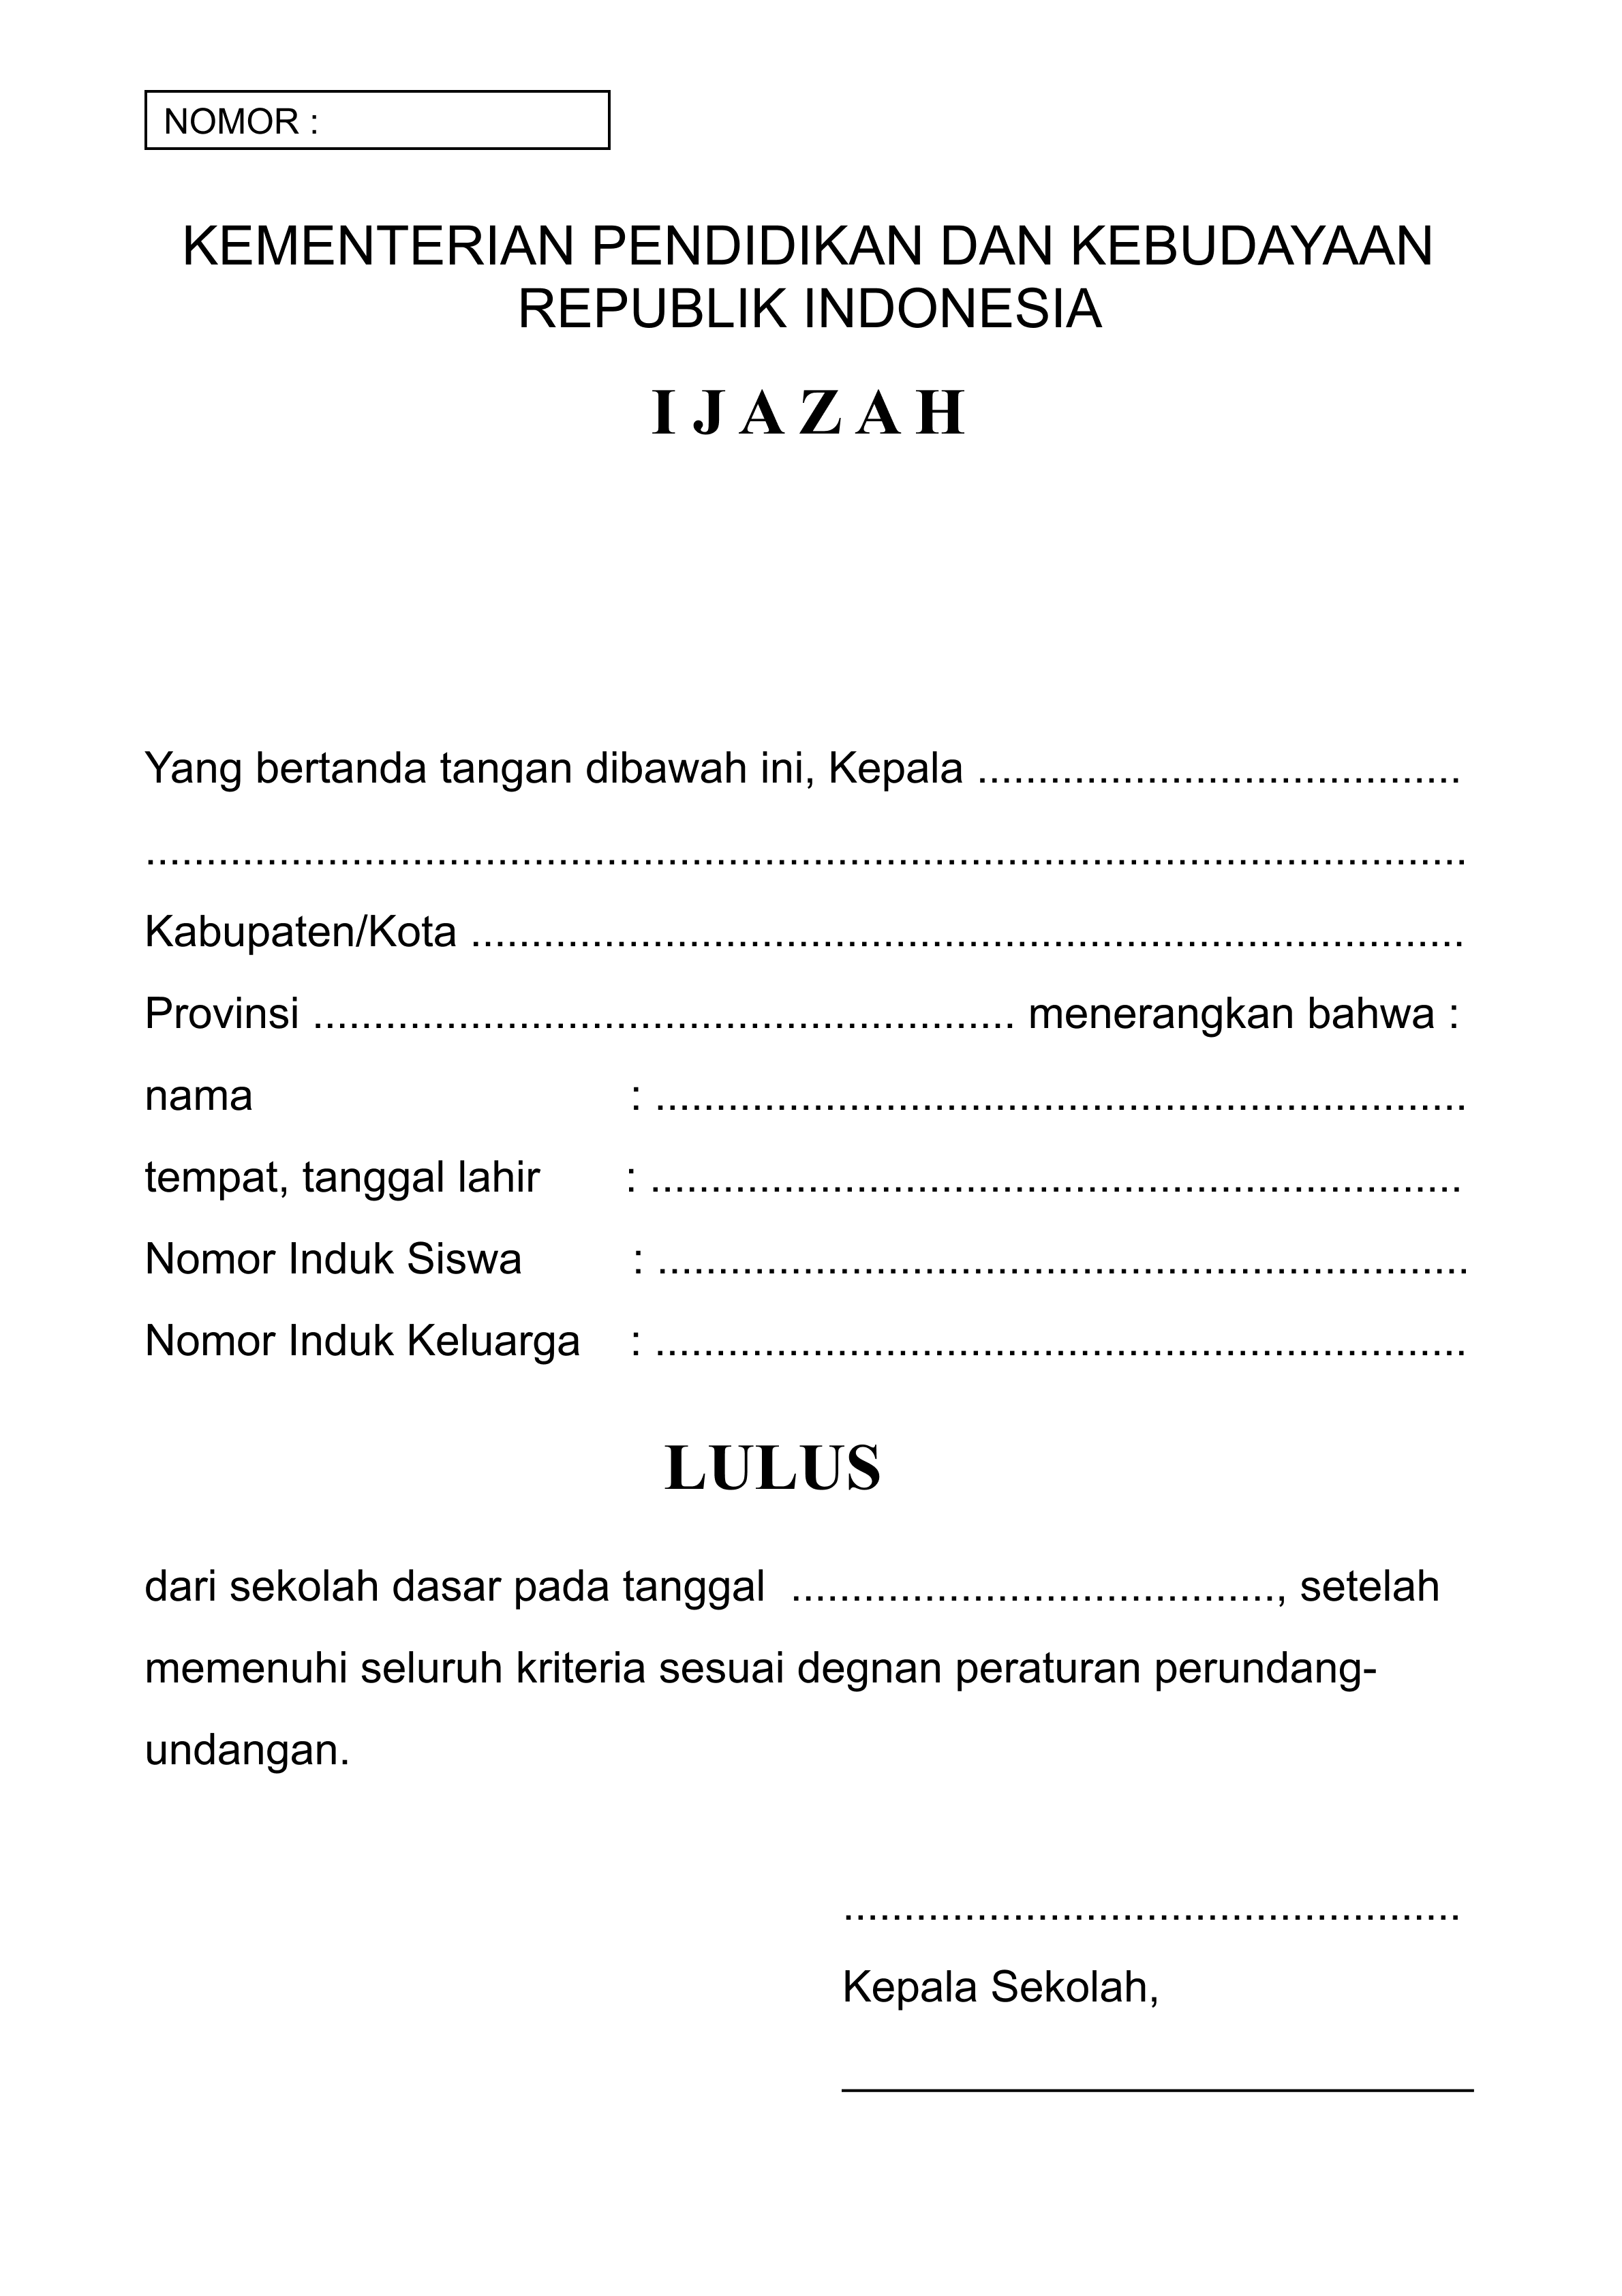 NOMOR :
KEMENTERIAN PENDIDIKAN DAN KEBUDAYAAN
REPUBLIK INDONESIA
I J A Z A H
Yang bertanda tangan dibawah ini, Kepala ........................................
.............................................................................................................
Kabupaten/Kota ..................................................................................
Provinsi .......................................................... menerangkan bahwa :
nama : ...................................................................
tempat, tanggal lahir : ...................................................................
Nomor Induk Siswa : ...................................................................
Nomor Induk Keluarga : ...................................................................
LULUS
dari sekolah dasar pada tanggal ........................................, setelah
memenuhi seluruh kriteria sesuai degnan peraturan perundang-
undangan.
...................................................
Kepala Sekolah,